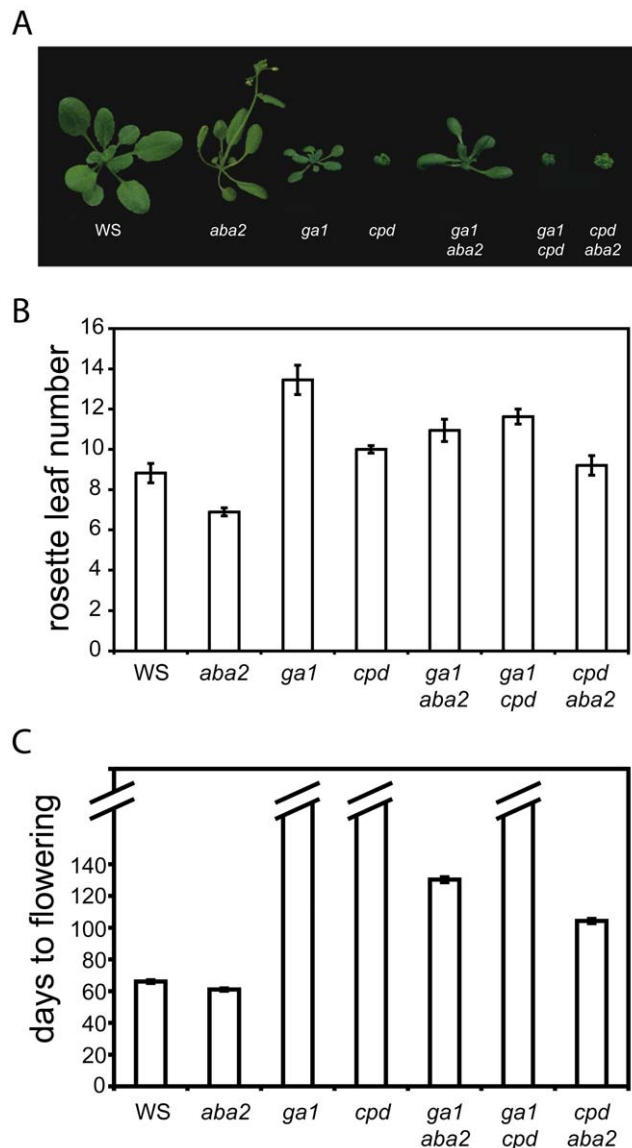 A
WS aba2 ga1 cpd ga1 ga1 cpd
aba2 cpd aba2
B
rosette leaf number
16
14
12
10
8
6
4
2
0
WS aba2 ga1 cpd ga1 ga1 cpd
aba2 cpd aba2
C
days to flowering
140
120
100
80
60
40
20
0
WS aba2 ga1 cpd ga1 ga1 cpd
aba2 cpd aba2